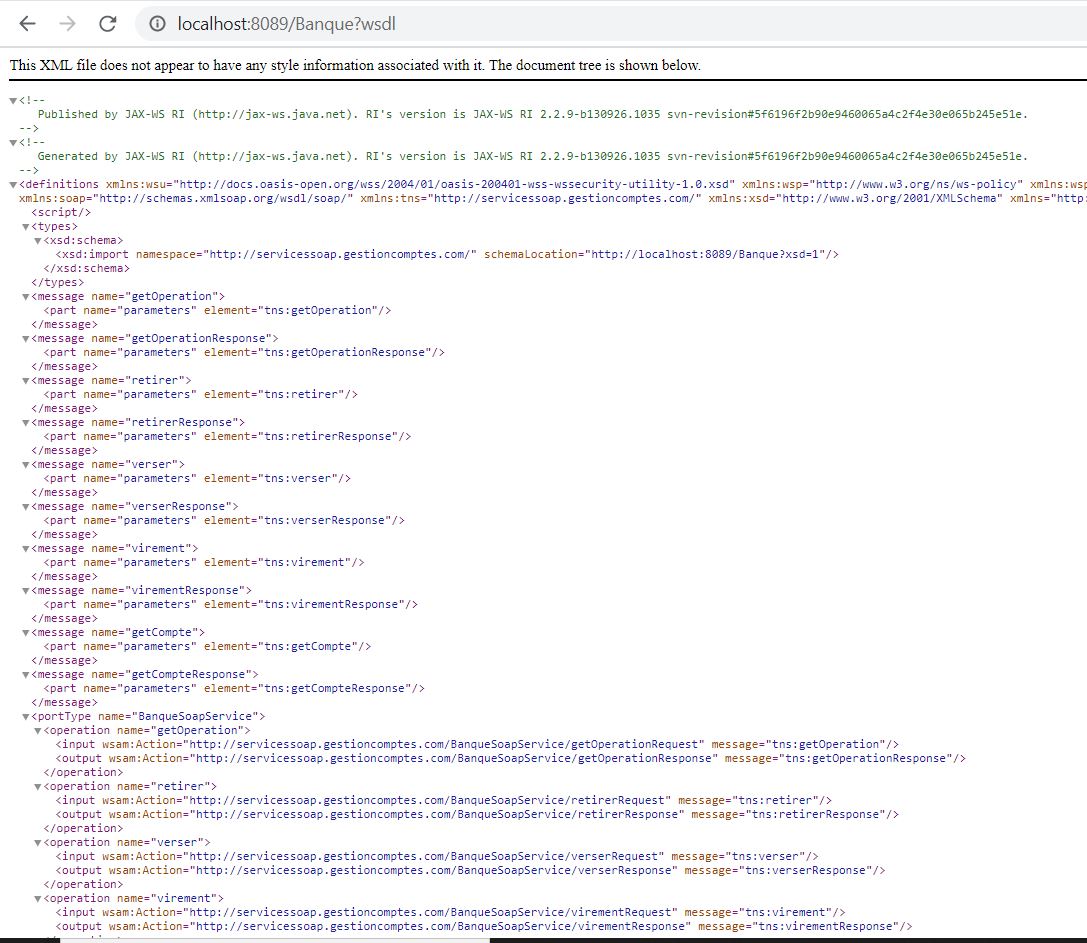 localhost:8089/Banque?wsdl
This XML file does not appear to have any style information associated with it. The document tree is shown below.
▼<!--
Published by JAX-WS RI (http://jax-ws.java.net). RI's version is JAX-WS RI 2.2.9-b130926.1035 svn-revision#5f6196f2b90e9460065a4c2f4e30e065b245e51e.
-->
▼<!--
Generated by JAX-WS RI (http://jax-ws.java.net). RI's version is JAX-WS RI 2.2.9-b130926.1035 svn-revision#5f6196f2b90e9460065a4c2f4e30e065b245e51e.
-->
▼<definitions xmlns:wsu="http://docs.oasis-open.org/wss/2004/01/oasis-200401-wss-wssecurity-utility-1.0.xsd" xmlns:wsp="http://www.w3.org/ns/ws-policy" xmlns:wsp
xmlns:soap="http://schemas.xmlsoap.org/wsdl/soap/" xmlns:tns="http://servicessoap.gestioncomptes.com/" xmlns:xsd="http://www.w3.org/2001/XMLSchema" xmlns="http:
<script/>
▼<types>
▼<xsd:schema>
<xsd:import namespace="http://servicessoap.gestioncomptes.com/" schemaLocation="http://localhost:8089/Banque?xsd=1"/>
</xsd:schema>
</types>
▼<message name="getOperation">
<part name="parameters" element="tns:getOperation"/>
</message>
▼<message name="getOperationResponse">
<part name="parameters" element="tns:getOperationResponse"/>
</message>
▼<message name="retirer">
<part name="parameters" element="tns:retirer"/>
</message>
▼<message name="retirerResponse">
<part name="parameters" element="tns:retirerResponse"/>
</message>
▼<message name="verser">
<part name="parameters" element="tns:verser"/>
</message>
▼<message name="verserResponse">
<part name="parameters" element="tns:verserResponse"/>
</message>
▼<message name="virement">
<part name="parameters" element="tns:virement"/>
</message>
▼<message name="virementResponse">
<part name="parameters" element="tns:virementResponse"/>
</message>
▼<message name="getCompte">
<part name="parameters" element="tns:getCompte"/>
</message>
▼<message name="getCompteResponse">
<part name="parameters" element="tns:getCompteResponse"/>
</message>
▼<portType name="BanqueSoapService">
▼<operation name="getOperation">
<input wsam:Action="http://servicessoap.gestioncomptes.com/BanqueSoapService/getOperationRequest" message="tns:getOperation"/>
<output wsam:Action="http://servicessoap.gestioncomptes.com/BanqueSoapService/getOperationResponse" message="tns:getOperationResponse"/>
</operation>
▼<operation name="retirer">
<input wsam:Action="http://servicessoap.gestioncomptes.com/BanqueSoapService/retirerRequest" message="tns:retirer"/>
<output wsam:Action="http://servicessoap.gestioncomptes.com/BanqueSoapService/retirerResponse" message="tns:retirerResponse"/>
</operation>
▼<operation name="verser">
<input wsam:Action="http://servicessoap.gestioncomptes.com/BanqueSoapService/verserRequest" message="tns:verser"/>
<output wsam:Action="http://servicessoap.gestioncomptes.com/BanqueSoapService/verserResponse" message="tns:verserResponse"/>
</operation>
▼<operation name="virement">
<input wsam:Action="http://servicessoap.gestioncomptes.com/BanqueSoapService/virementRequest" message="tns:virement"/>
<output wsam:Action="http://servicessoap.gestioncomptes.com/BanqueSoapService/virementResponse" message="tns:virementResponse"/>